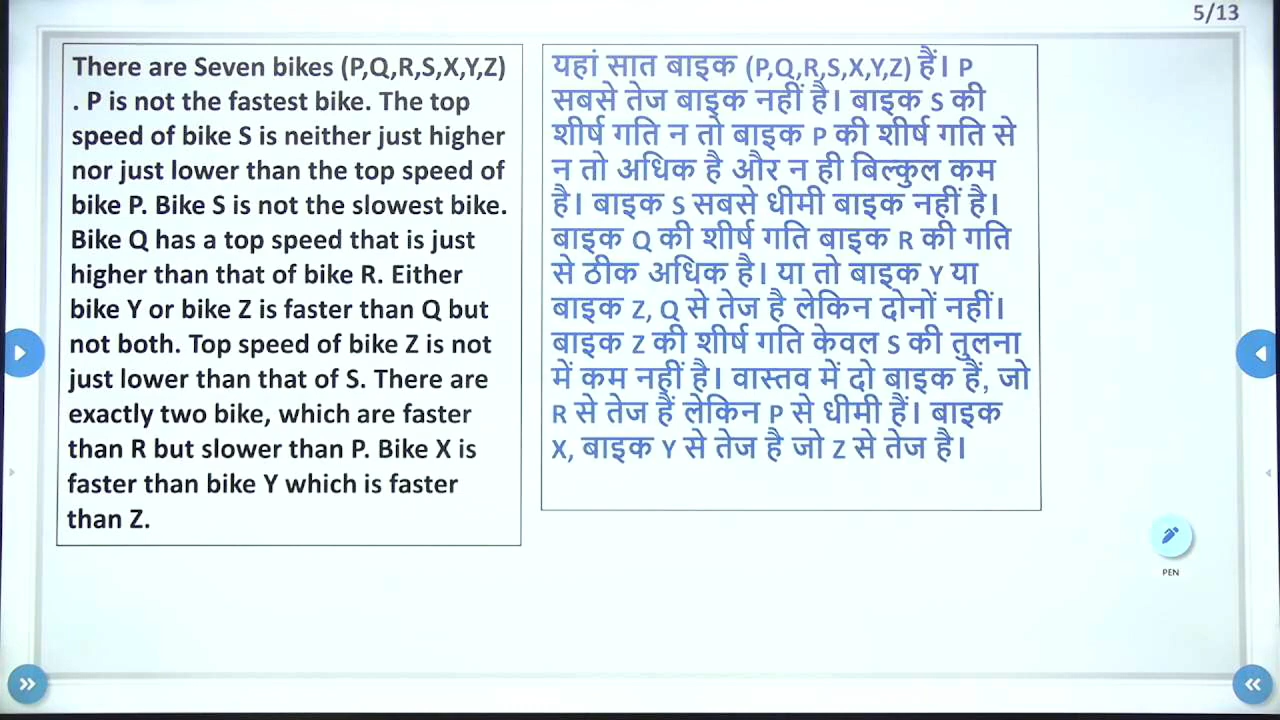 5/13
There are Seven bikes (P,Q,R,S,X,Y,Z)
. P is not the fastest bike. The top
speed of bike S is neither just higher
nor just lower than the top speed of
bike P. Bike S is not the slowest bike.
Bike Q has a top speed that is just
higher than that of bike R. Either
bike Y or bike Z is faster than Q but
not both. Top speed of bike Z is not
just lower than that of S. There are
exactly two bike, which are faster
than R but slower than P. Bike X is
faster than bike Y which is faster
than Z.
यहां सात बाइक (P,Q,R,S,X,Y,Z) हैं। P
सबसे तेज बाइक नहीं है। बाइक S की
शीर्ष गति न तो बाइक P की शीर्ष गति से
न तो अधिक है और न ही बिल्कुल कम
है। बाइक S सबसे धीमी बाइक नहीं है।
बाइक Q की शीर्ष गति बाइक R की गति
से ठीक अधिक है। या तो बाइक Y या
बाइक Z, Q से तेज है लेकिन दोनों नहीं।
बाइक Z की शीर्ष गति केवल S की तुलना
में कम नहीं है। वास्तव में दो बाइक हैं, जो
R से तेज हैं लेकिन P से धीमी हैं। बाइक
X, बाइक Y से तेज है जो Z से तेज है।
PEN